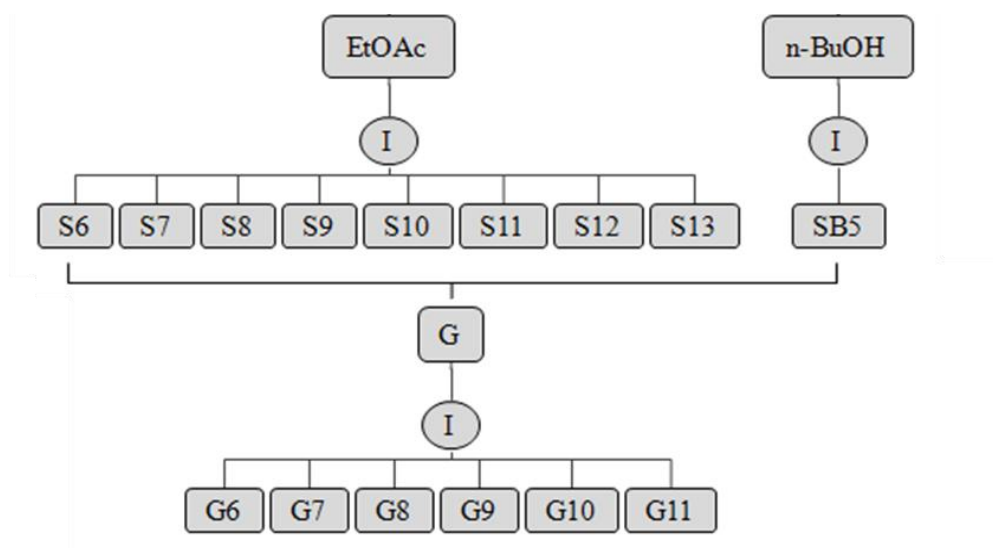 EtOAc n-BuOH
I I
S6 S7 S8 S9 S10 S11 S12 S13 SB5
G
I
G6 G7 G8 G9 G10 G11